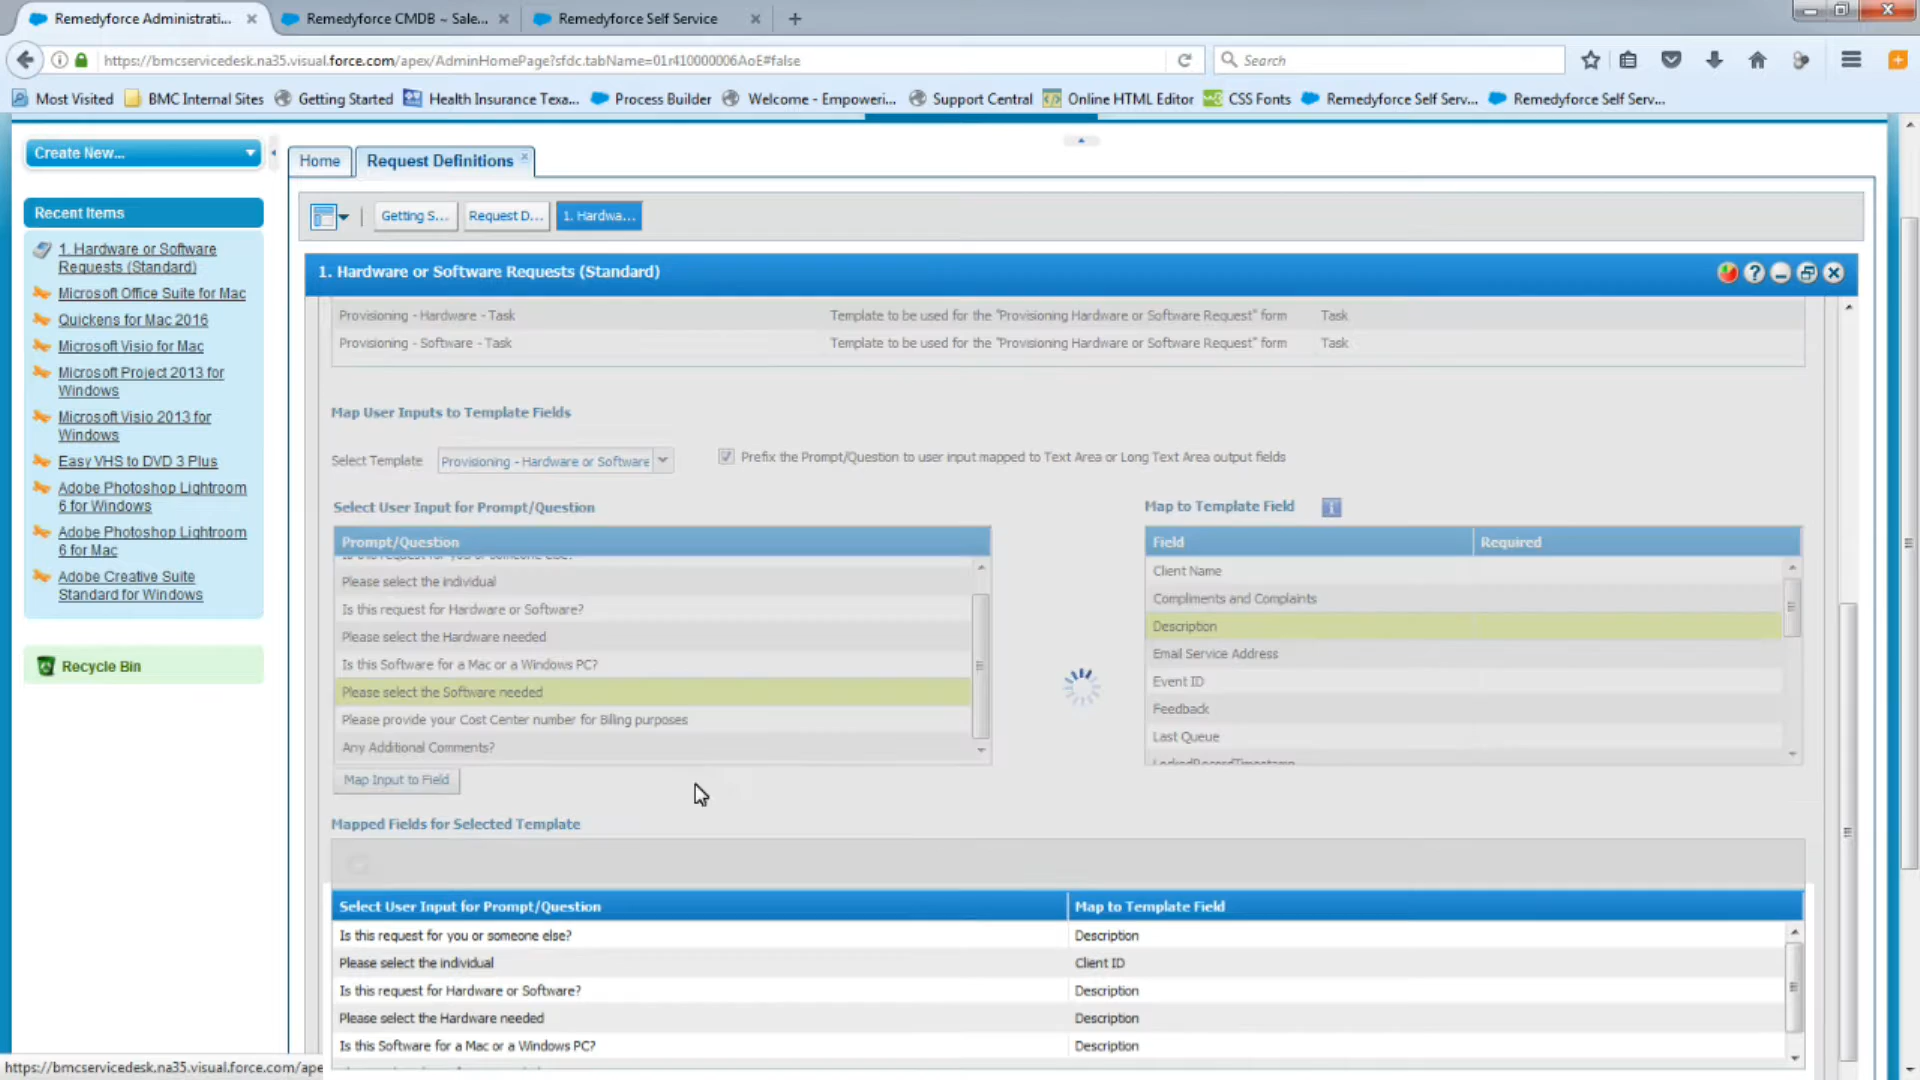 Remedyforce Administrati...
Remedyforce CMDB ~ Sale...
Remedyforce Self Service
https://bmcservicedesk.na35.visual.force.com/apex/AdminHomePage?sfdc.tabName=01r410000006AoE#false
Search
Most Visited
BMC Internal Sites
Getting Started
Health Insurance Texa...
Process Builder
Welcome - Empoweri...
Support Central
Online HTML Editor
CSS Fonts
Remedyforce Self Serv...
Remedyforce Self Serv...
Create New...
Home
Request Definitions
Recent Items
Getting S...
Request D...
1. Hardwa...
1. Hardware or Software
Requests (Standard)
Microsoft Office Suite for Mac
Quickens for Mac 2016
Microsoft Visio for Mac
Microsoft Project 2013 for
Windows
Microsoft Visio 2013 for
Windows
Easy VHS to DVD 3 Plus
Adobe Photoshop Lightroom
6 for Windows
Adobe Photoshop Lightroom
6 for Mac
Adobe Creative Suite
Standard for Windows
Recycle Bin
1. Hardware or Software Requests (Standard)
Provisioning - Hardware - Task
Template to be used for the "Provisioning Hardware or Software Request" form
Task
Provisioning - Software - Task
Template to be used for the "Provisioning Hardware or Software Request" form
Task
Map User Inputs to Template Fields
Select Template
Provisioning - Hardware or Software
Prefix the Prompt/Question to user input mapped to Text Area or Long Text Area output fields
Select User Input for Prompt/Question
Prompt/Question
Is this request for you or someone else?
Please select the individual
Is this request for Hardware or Software?
Please select the Hardware needed
Is this Software for a Mac or a Windows PC?
Please select the Software needed
Please provide your Cost Center number for Billing purposes
Any Additional Comments?
Map Input to Field
Map to Template Field
Field
Required
Client Name
Compliments and Complaints
Description
Email Service Address
Event ID
Feedback
Last Queue
LockedRecordTimestamp
Mapped Fields for Selected Template
Select User Input for Prompt/Question
Map to Template Field
Is this request for you or someone else?
Description
Please select the individual
Client ID
Is this request for Hardware or Software?
Description
Please select the Hardware needed
Description
Is this Software for a Mac or a Windows PC?
Description
https://bmcservicedesk.na35.visual.force.com/ape